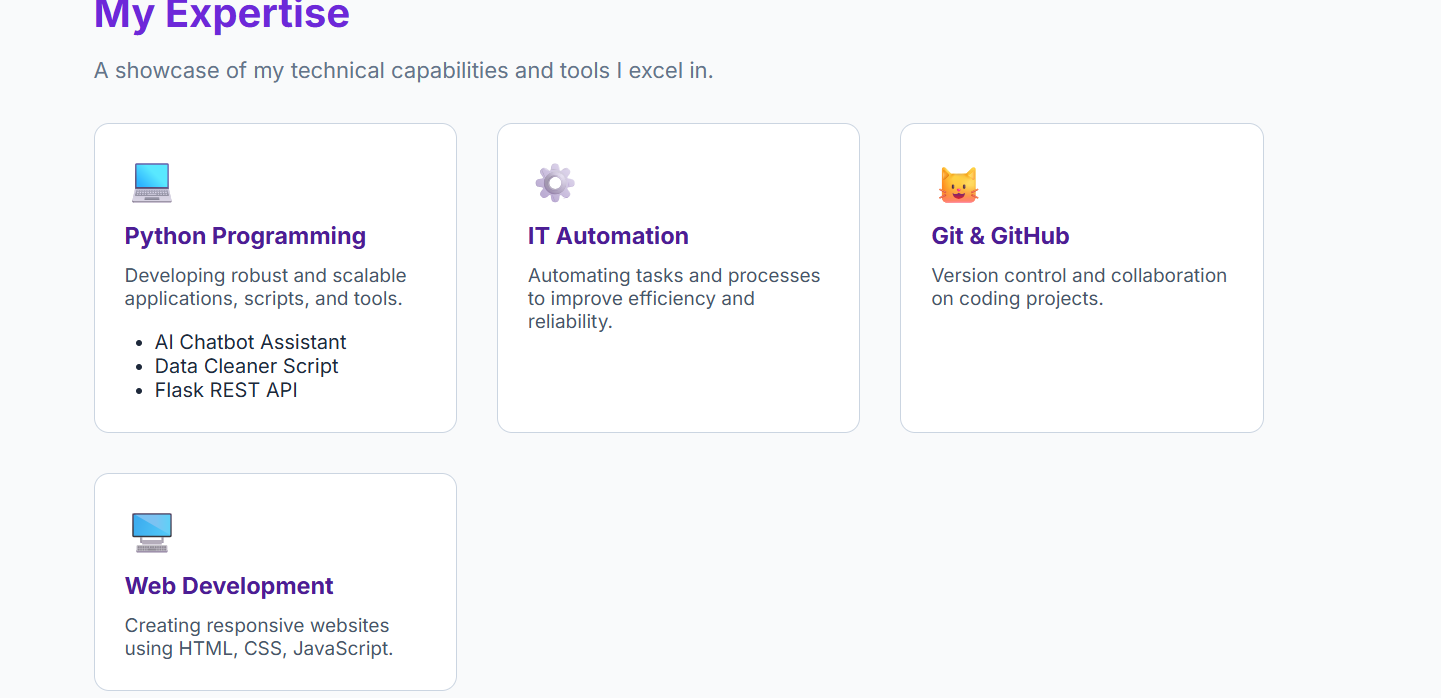 My Expertise
A showcase of my technical capabilities and tools I excel in.
Python Programming
Developing robust and scalable
applications, scripts, and tools.
• AI Chatbot Assistant
• Data Cleaner Script
• Flask REST API
IT Automation
Automating tasks and processes
to improve efficiency and
reliability.
Git & GitHub
Version control and collaboration
on coding projects.
Web Development
Creating responsive websites
using HTML, CSS, JavaScript.